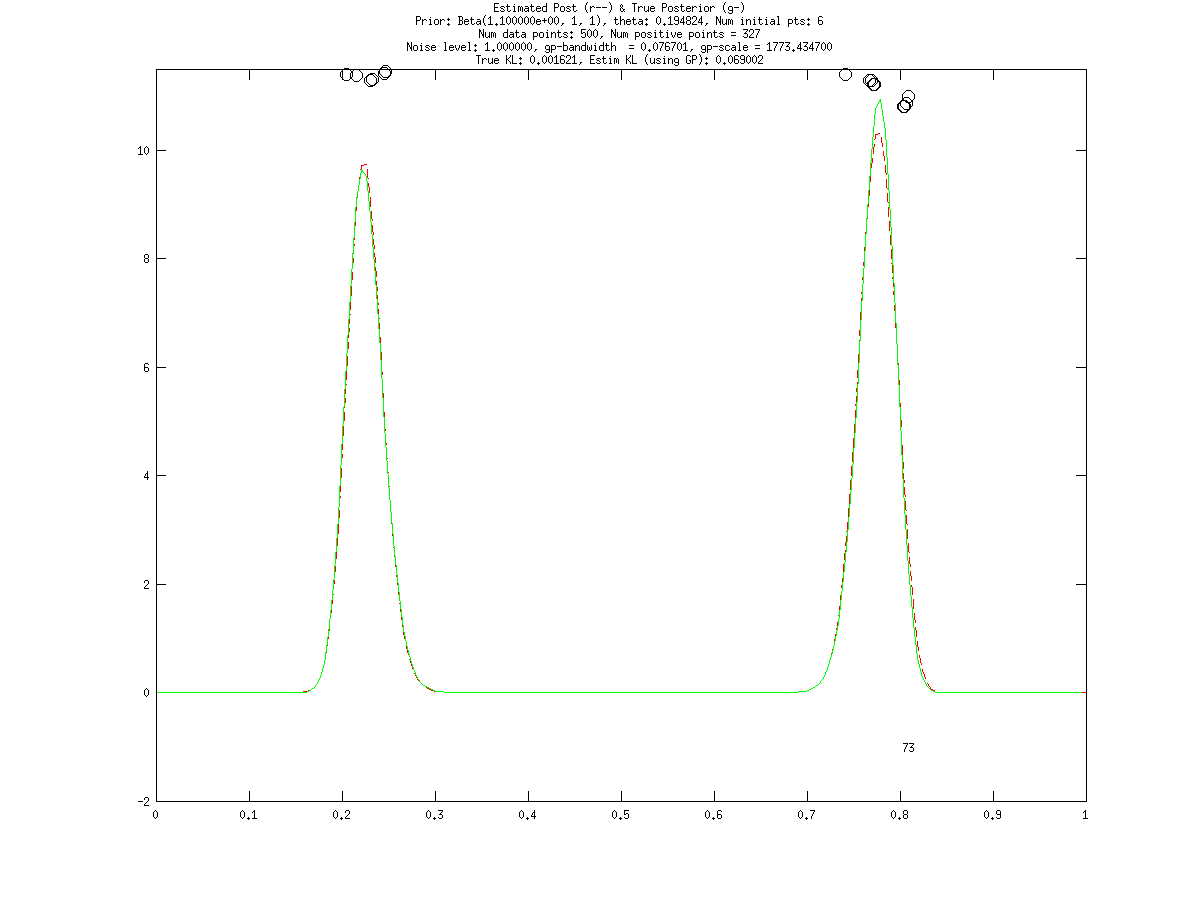 Estimated Post (r--) & True Posterior (g-)
Prior: Beta(1.100000e+00, 1, 1), theta: 0.194824, Num initial pts: 6
Num data points: 500, Num positive points = 327
Noise level: 1.000000, gp-bandwidth  = 0.076701, gp-scale = 1773.434700
True KL: 0.001621, Estim KL (using GP): 0.069002
10
8
6
4
2
0
73
-2
0 0.1 0.2 0.3 0.4 0.5 0.6 0.7 0.8 0.9 1